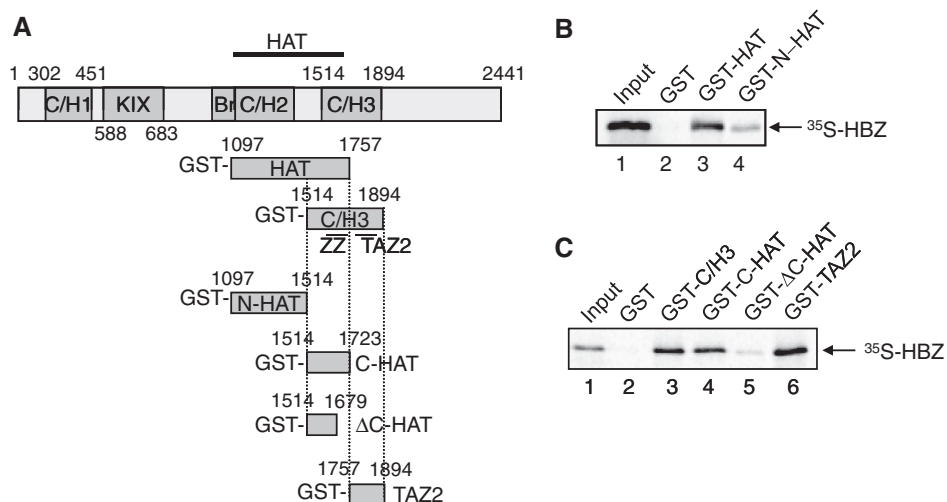 A
HAT
1 302 451 1514 1894 2441
C/H1 KIX Br C/H2 C/H3
588 683
1097 1757
GST- HAT
1514 1894
GST- C/H3
ZZ TAZ2
1097 1514
GST- N-HAT
1514 1723
GST- C-HAT
1514 1679
GST- ΔC-HAT
1757 1894
GST- TAZ2
B
Input GST GST-HAT GST-N–HAT
35S-HBZ
1 2 3 4
C
Input GST GST-C/H3 GST-C-HAT GST-ΔC-HAT GST-TAZ2
35S-HBZ
1 2 3 4 5 6